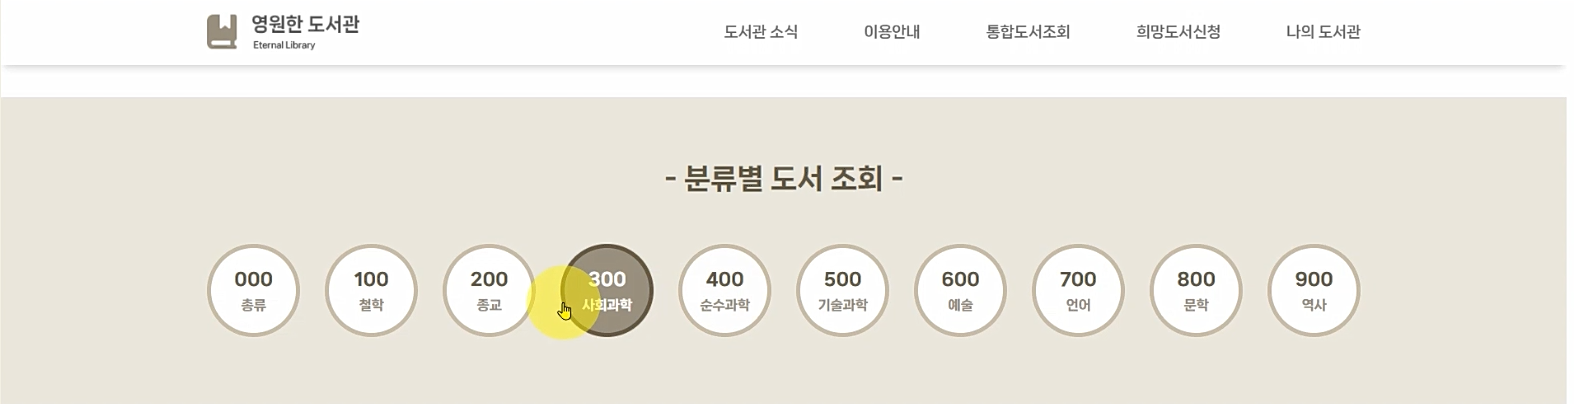 영원한 도서관
Eternal Library
도서관 소식 이용안내 통합도서조회 희망도서신청 나의 도서관
- 분류별 도서 조회 -
000 100 200 300 400 500 600 700 800 900
총류 철학 종교 사회과학 순수과학 기술과학 예술 언어 문학 역사